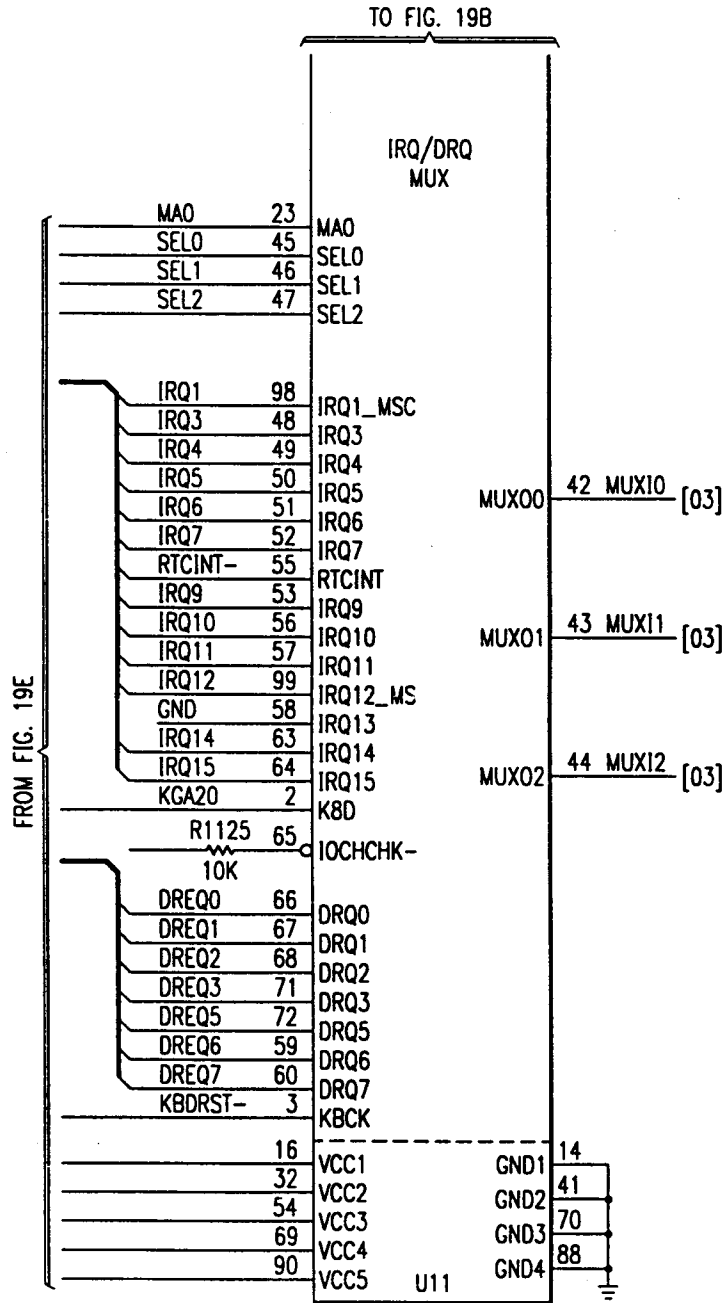 TO FIG. 19B
IRQ/DRQ
MUX
FROM FIG. 19E
MA0 23 MA0
SEL0 45 SEL0
SEL1 46 SEL1
SEL2 47 SEL2
IRQ1 98 IRQ1_MSC
IRQ3 48 IRQ3
IRQ4 49 IRQ4
IRQ5 50 IRQ5
IRQ6 51 IRQ6
IRQ7 52 IRQ7
RTCINT- 55 RTCINT
IRQ9 53 IRQ9
IRQ10 56 IRQ10
IRQ11 57 IRQ11
IRQ12 99 IRQ12_MS
GND 58 IRQ13
IRQ14 63 IRQ14
IRQ15 64 IRQ15
KGA20 2 K8D
R1125 65 IOCHCHK-
10K
DREQ0 66 DRQ0
DREQ1 67 DRQ1
DREQ2 68 DRQ2
DREQ3 71 DRQ3
DREQ5 72 DRQ5
DREQ6 59 DRQ6
DREQ7 60 DRQ7
KBDRST- 3 KBCK
16 VCC1
32 VCC2
54 VCC3
69 VCC4
90 VCC5
MUXO0 42 MUXI0 [03]
MUXO1 43 MUXI1 [03]
MUXO2 44 MUXI2 [03]
GND1 14
GND2 41
GND3 70
GND4 88
U11